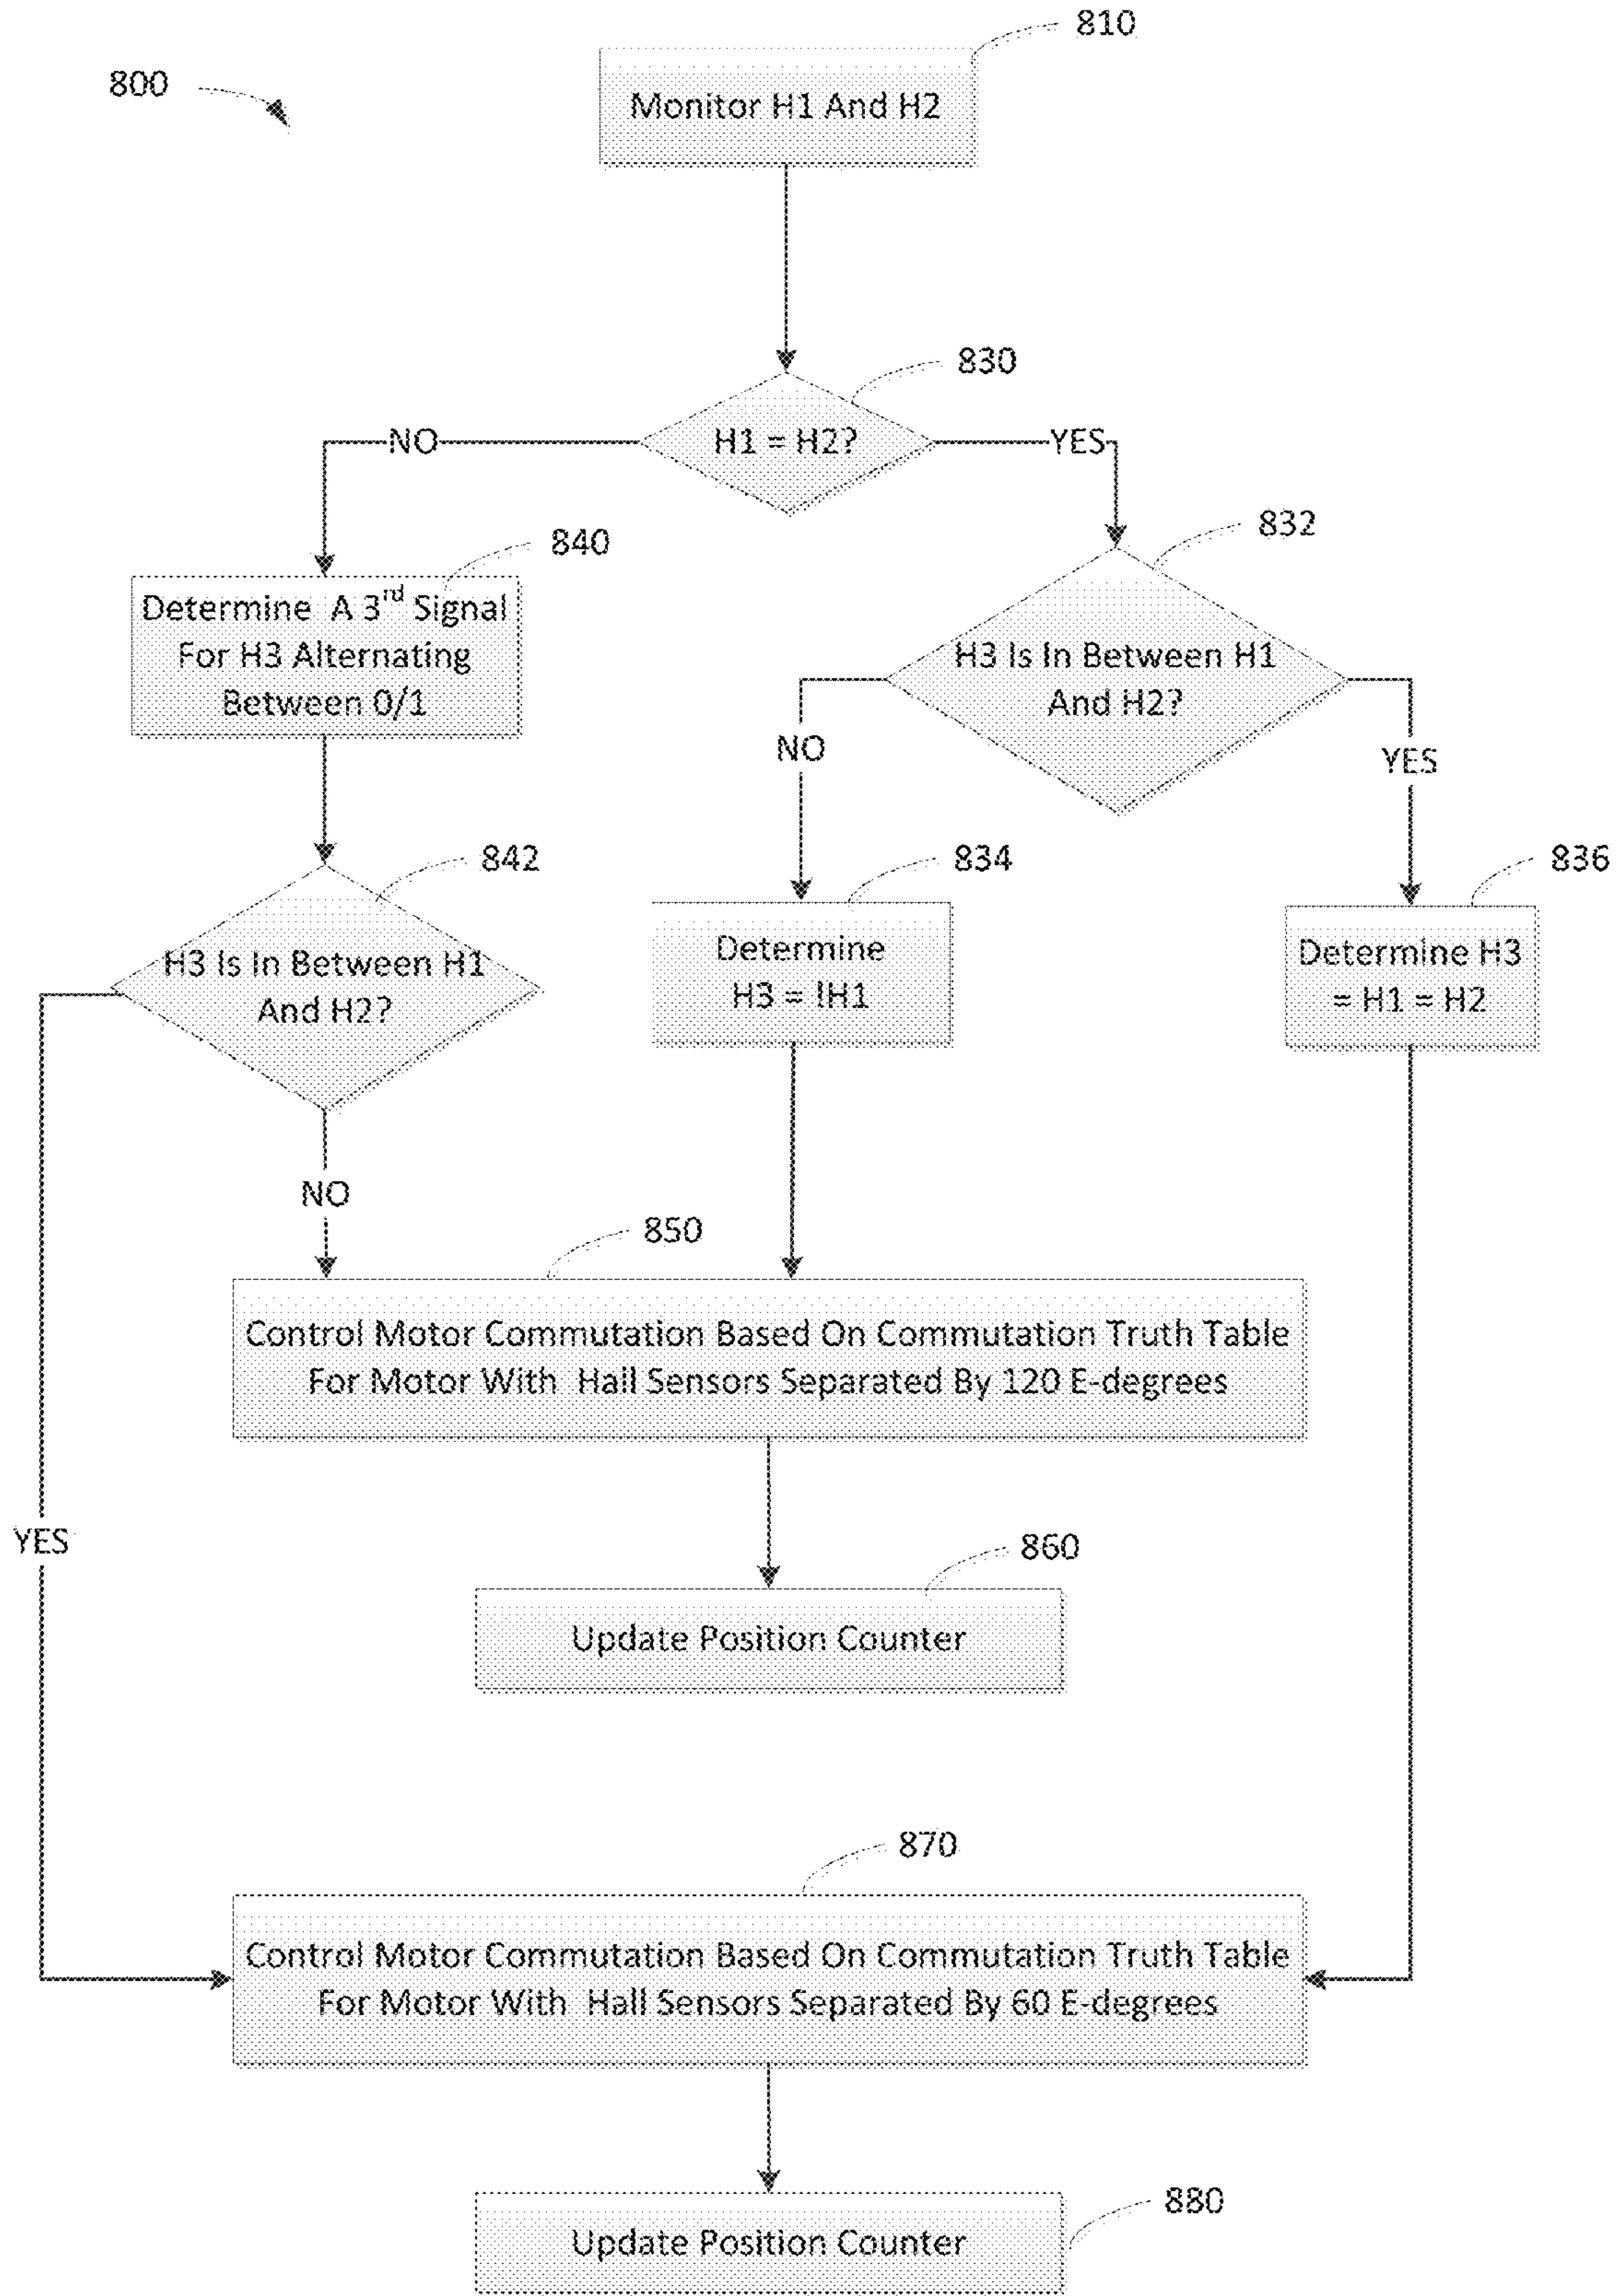 810
800
Monitor H1 And H2
830
H1 = H2?
NO
YES
832
840
Determine A 3rd Signal
For H3 Alternating
Between 0/1
H3 Is In Between H1
And H2?
NO
YES
842
834
836
H3 Is In Between H1
And H2?
Determine
H3 = !H1
Determine H3
= H1 = H2
NO
850
Control Motor Commutation Based On Commutation Truth Table
For Motor With Hall Sensors Separated By 120 E-degrees
YES
860
Update Position Counter
870
Control Motor Commutation Based On Commutation Truth Table
For Motor With Hall Sensors Separated By 60 E-degrees
880
Update Position Counter